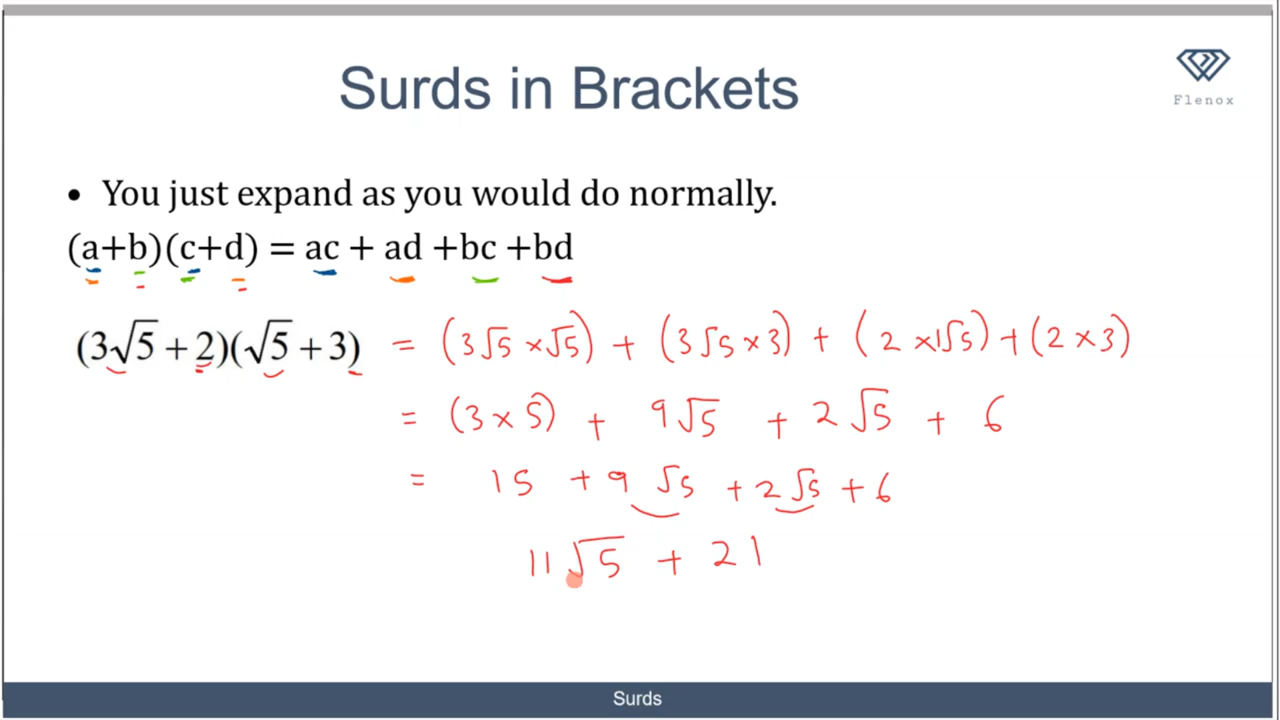 Surds in Brackets
Flenox
• You just expand as you would do normally.
(a+b)(c+d) = ac + ad +bc +bd
(3√5 + 2)(√5 + 3) = (3√5 ×√5) + (3√5 × 3) + (2 ×1√5) + (2 × 3)
= (3 × 5) + 9√5 + 2√5 + 6
= 15 + 9√5 + 2√5 + 6
11√5 + 21
Surds